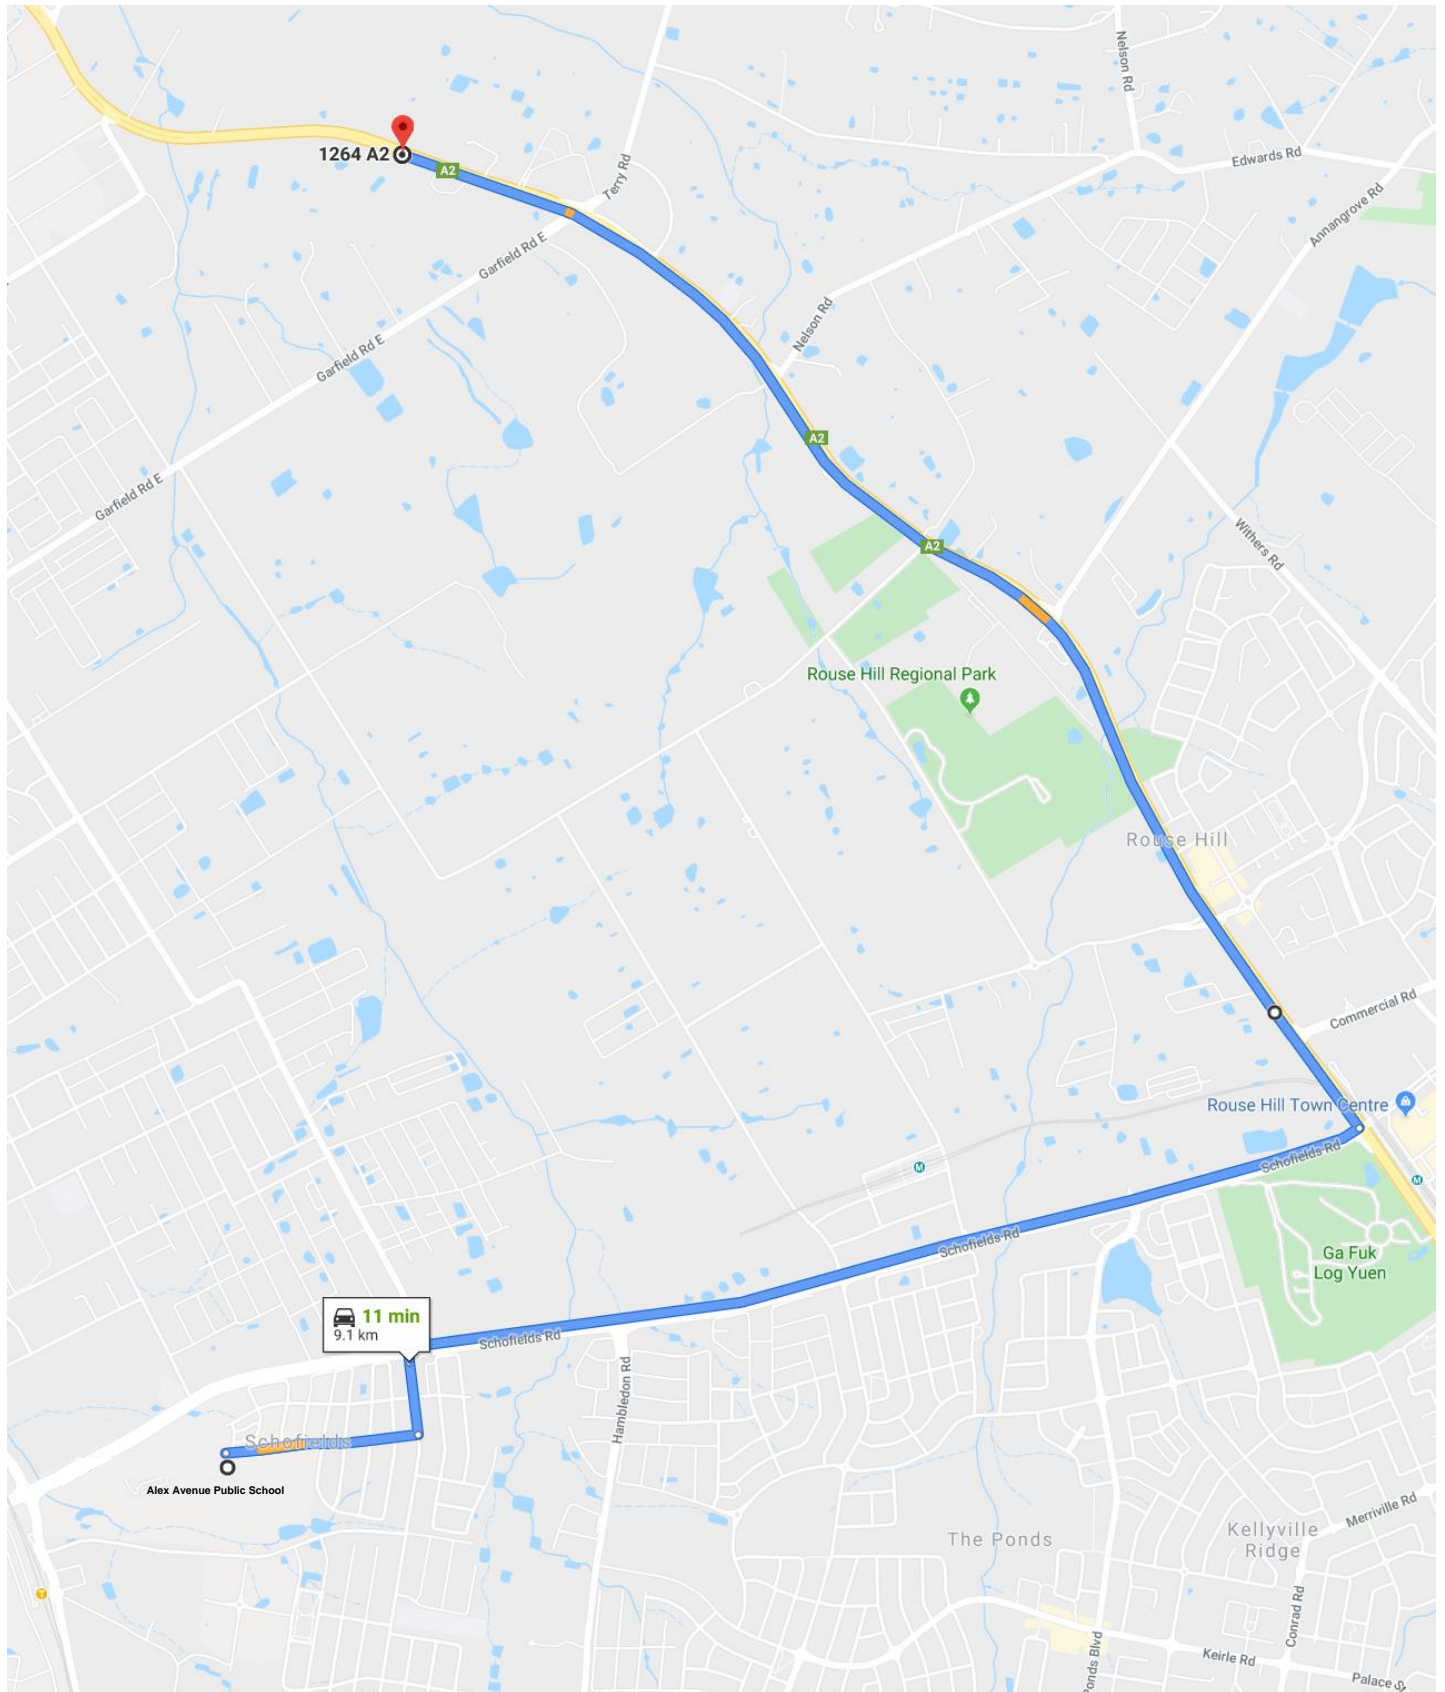 Nelson Rd
1264 A2
A2
Terry Rd
Edwards Rd
Annangrove Rd
Garfield Rd E
Nelson Rd
Garfield Rd E
A2
Garfield Rd E
A2
Withers Rd
Rouse Hill Regional Park
Rouse Hill
Commercial Rd
Rouse Hill Town Centre
Schofields Rd
M
M
Schofields Rd
Ga Fuk
Log Yuen
11 min
9.1 km
Schofields Rd
Hambledon Rd
Schofields
Alex Avenue Public School
Merriville Rd
The Ponds
Kellyville
Ridge
T
Conrad Rd
Ponds Blvd
Keirle Rd
Palace St